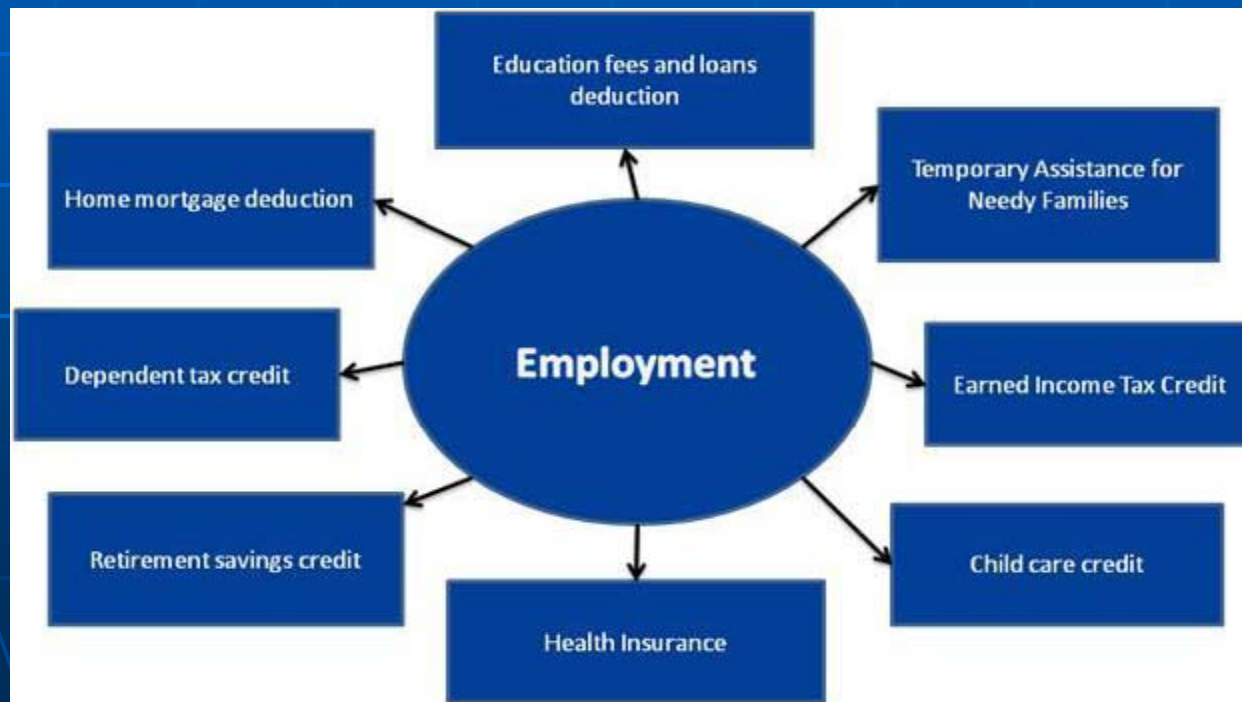 Education fees and loans
deduction
Home mortgage deduction
Temporary Assistance for
Needy Families
Employment
Dependent tax credit
Earned Income Tax Credit
Retirement savings credit
Child care credit
Health Insurance